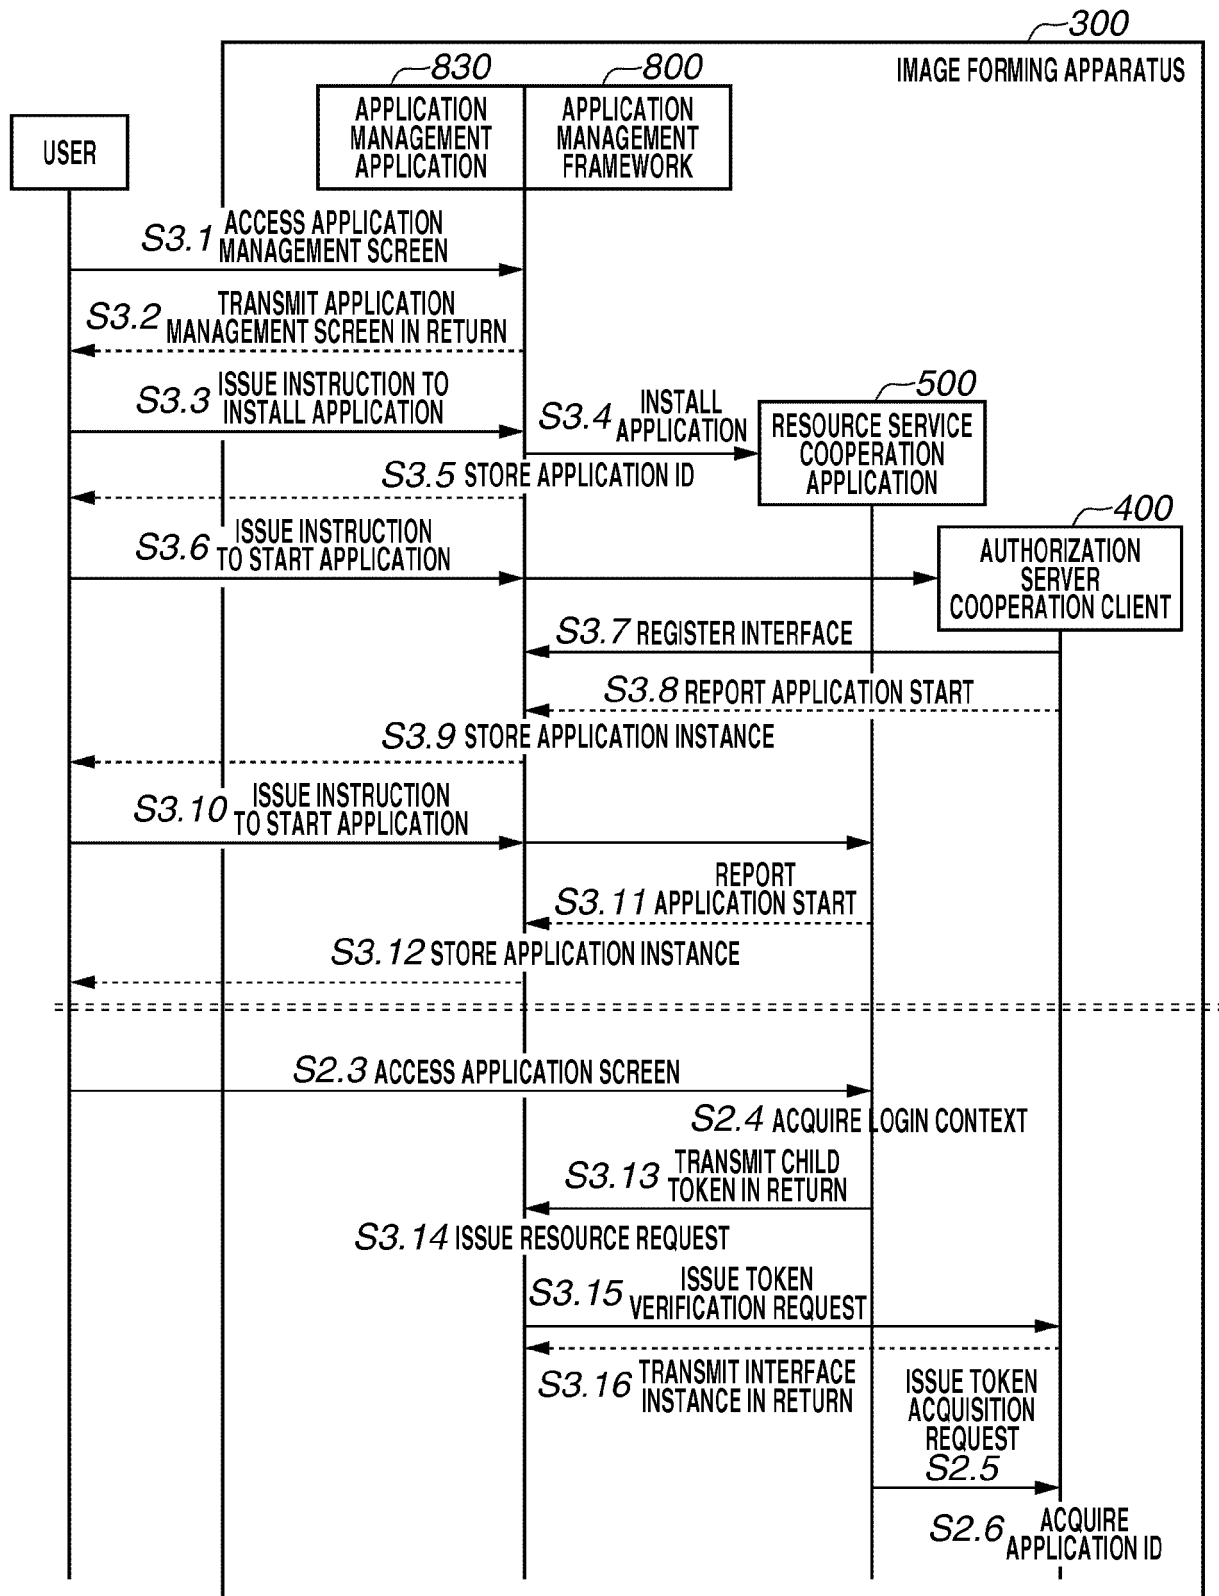 300
IMAGE FORMING APPARATUS
830
800
APPLICATION
MANAGEMENT
APPLICATION
APPLICATION
MANAGEMENT
FRAMEWORK
USER
S3.1 ACCESS APPLICATION
MANAGEMENT SCREEN
S3.2 TRANSMIT APPLICATION
MANAGEMENT SCREEN IN RETURN
S3.3 ISSUE INSTRUCTION TO
INSTALL APPLICATION
S3.4 INSTALL
APPLICATION
500
RESOURCE SERVICE
COOPERATION
APPLICATION
S3.5 STORE APPLICATION ID
400
AUTHORIZATION
SERVER
COOPERATION CLIENT
S3.6 ISSUE INSTRUCTION
TO START APPLICATION
S3.7 REGISTER INTERFACE
S3.8 REPORT APPLICATION START
S3.9 STORE APPLICATION INSTANCE
S3.10 ISSUE INSTRUCTION
TO START APPLICATION
REPORT
S3.11 APPLICATION START
S3.12 STORE APPLICATION INSTANCE
S2.3 ACCESS APPLICATION SCREEN
S2.4 ACQUIRE LOGIN CONTEXT
S3.13 TRANSMIT CHILD
TOKEN IN RETURN
S3.14 ISSUE RESOURCE REQUEST
S3.15 ISSUE TOKEN
VERIFICATION REQUEST
S3.16 TRANSMIT INTERFACE
INSTANCE IN RETURN
ISSUE TOKEN
ACQUISITION
REQUEST
S2.5
S2.6 ACQUIRE
APPLICATION ID